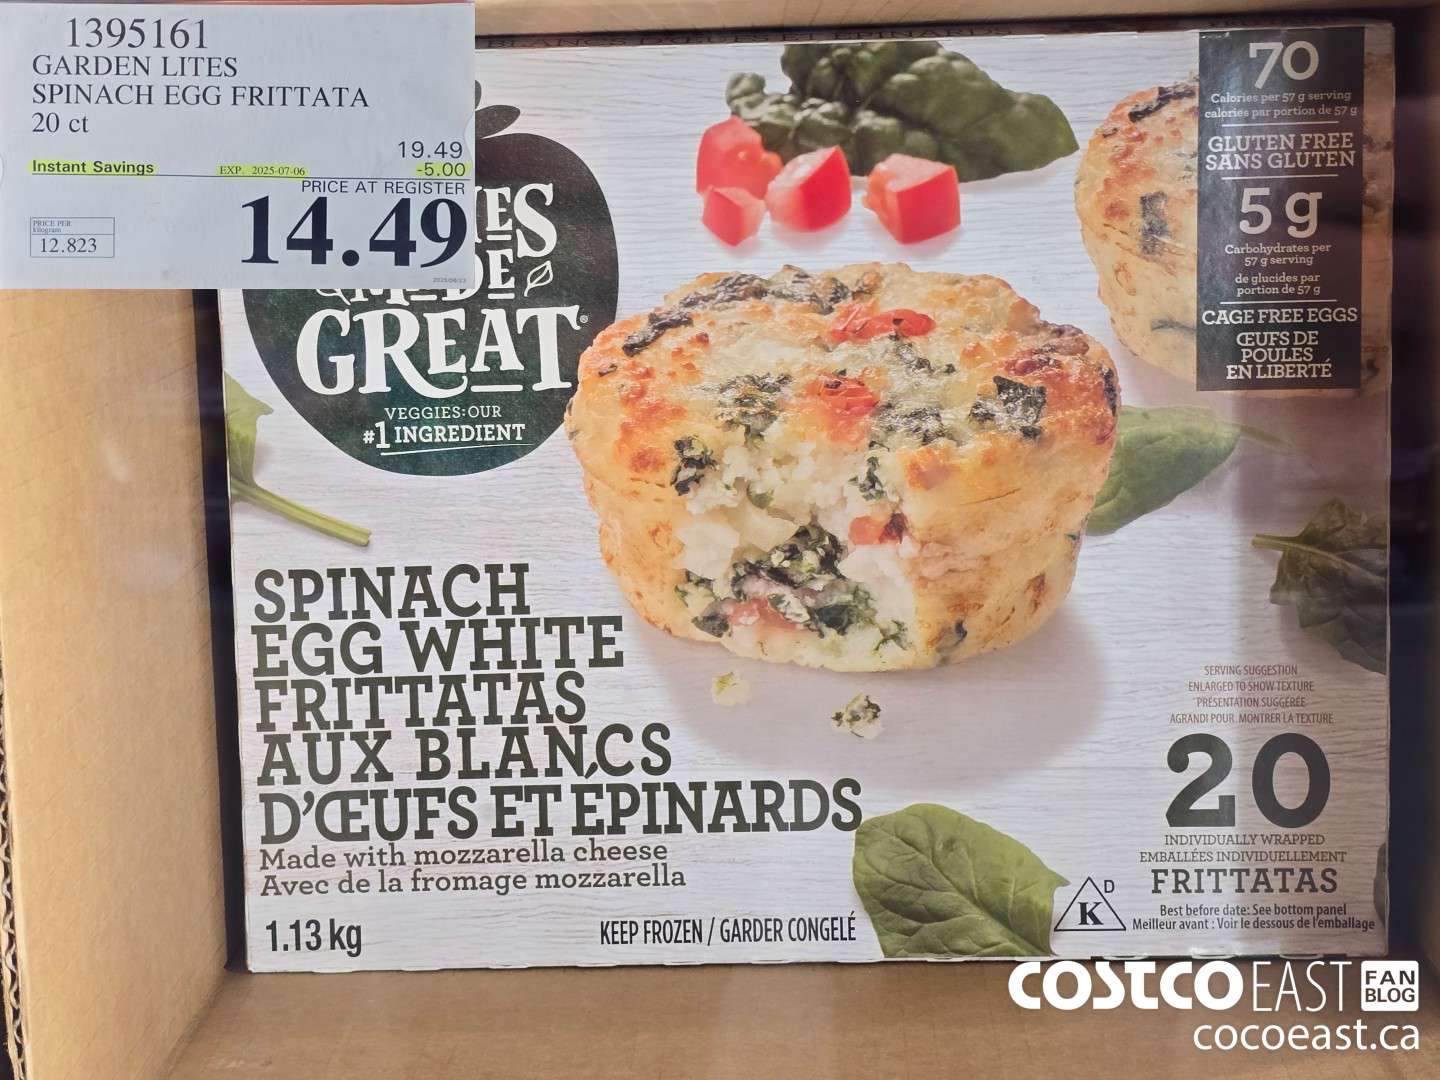 1395161
GARDEN LITES
SPINACH EGG FRITTATA
20 ct
19.49
Instant Savings EXP. 2025-07-06 -5.00
PRICE AT REGISTER
14.49
PRICE PER
kilogram
12.823
GREAT®
VEGGIES: OUR
#1 INGREDIENT
70
Calories per 57 g serving
calories par portion de 57 g
GLUTEN FREE
SANS GLUTEN
5 g
Carbohydrates per
57 g serving
de glucides par
portion de 57 g
CAGE FREE EGGS
ŒUFS DE
POULES
EN LIBERTÉ
SPINACH
EGG WHITE
FRITTATAS
AUX BLANCS
D'ŒUFS ET ÉPINARDS
Made with mozzarella cheese
Avec de la fromage mozzarella
1.13 kg
KEEP FROZEN / GARDER CONGELÉ
SERVING SUGGESTION
ENLARGED TO SHOW TEXTURE
PRÉSENTATION SUGGÉRÉE
AGRANDI POUR MONTRER LA TEXTURE
20
INDIVIDUALLY WRAPPED
EMBALLÉES INDIVIDUELLEMENT
FRITTATAS
K D
Best before date: See bottom panel
Meilleur avant : Voir le dessous de l'emballage
COSTCO EAST FAN
BLOG
cocoeast.ca